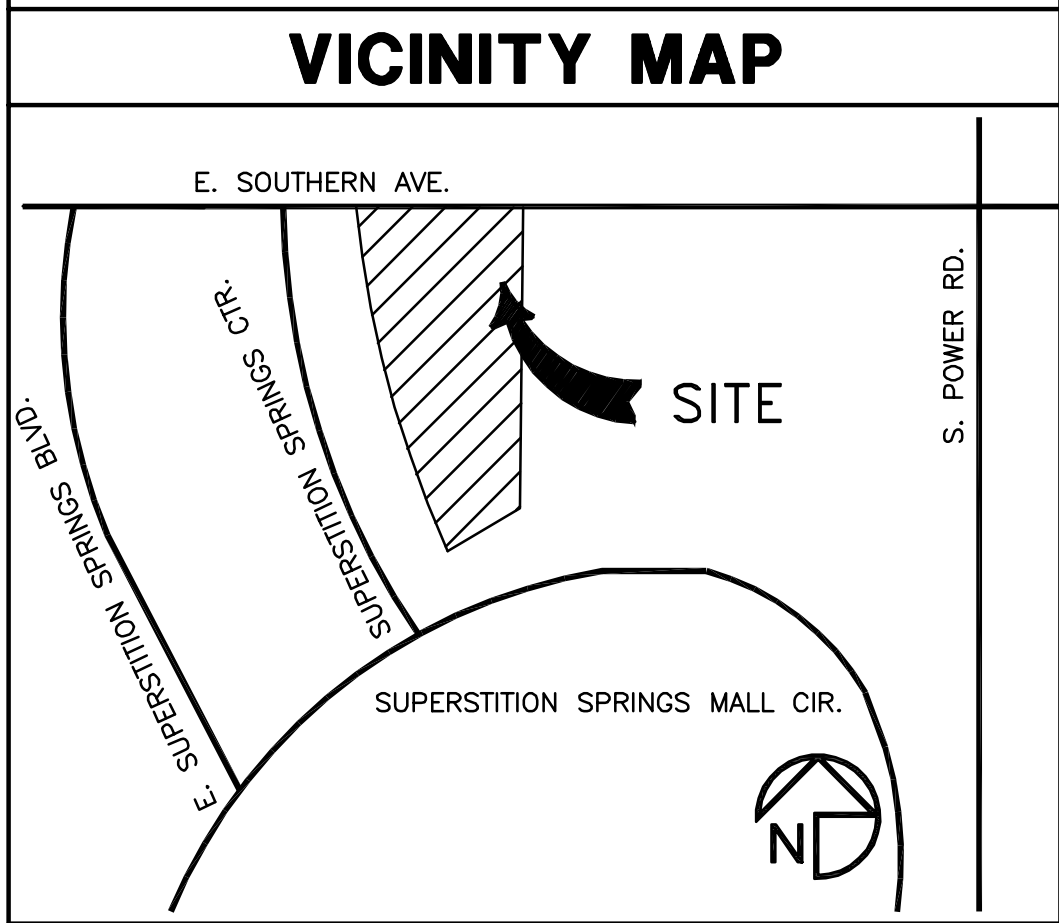 VICINITY MAP
E. SOUTHERN AVE.
S. POWER RD.
SUPERSTITION SPRINGS CTR.
SITE
E. SUPERSTITION SPRINGS BLVD.
SUPERSTITION SPRINGS MALL CIR.
N